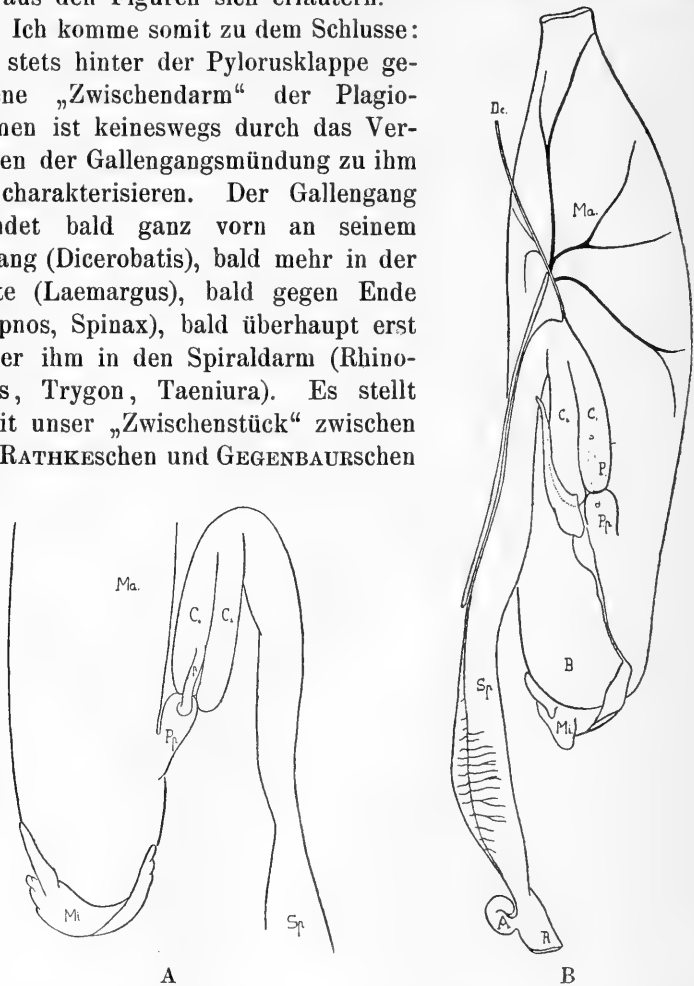 aus den Figuren sich erläutern.
Ich komme somit zu dem Schlusse:
stets hinter der Pylorusklappe ge-
ne „Zwischendarm“ der Plagio-
men ist keineswegs durch das Ver-
en der Gallengangsmündung zu ihm
charakterisieren. Der Gallengang
ndet bald ganz vorn an seinem
ang (Dicerobatis), bald mehr in der
te (Laemargus), bald gegen Ende
pnos, Spinax), bald überhaupt erst
er ihm in den Spiraldarm (Rhino-
s, Trygon, Taeniura). Es stellt
it unser „Zwischenstück“ zwischen
RATHKEschen und GEGENBAURschen
Ma.
C. C.
P.
Mi
Sp
A
De.
Ma.
C. C.
P.
B
Sp
Mi.
A
R
B